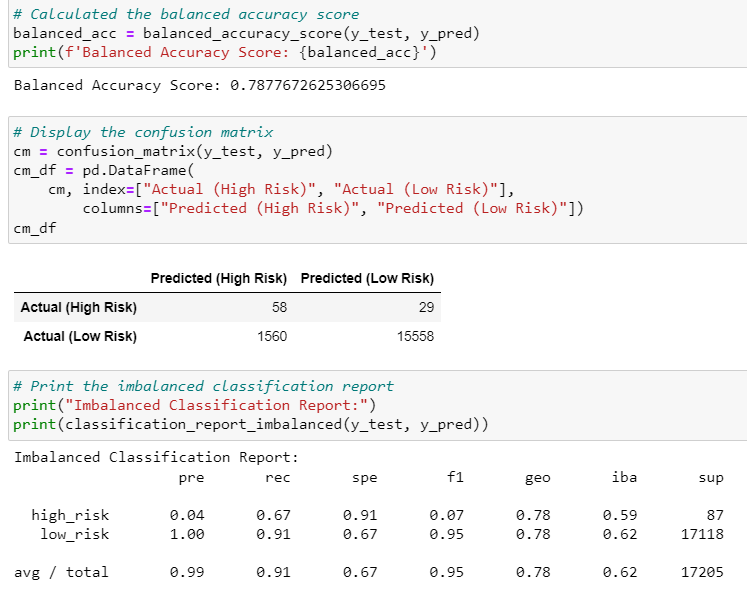 # Calculated the balanced accuracy score
balanced_acc = balanced_accuracy_score(y_test, y_pred)
print(f'Balanced Accuracy Score: {balanced_acc}')
Balanced Accuracy Score: 0.7877672625306695
# Display the confusion matrix
cm = confusion_matrix(y_test, y_pred)
cm_df = pd.DataFrame(
    cm, index=["Actual (High Risk)", "Actual (Low Risk)"],
        columns=["Predicted (High Risk)", "Predicted (Low Risk)"])
cm_df
Predicted (High Risk) Predicted (Low Risk)
Actual (High Risk) 58 29
Actual (Low Risk) 1560 15558
# Print the imbalanced classification report
print("Imbalanced Classification Report:")
print(classification_report_imbalanced(y_test, y_pred))
Imbalanced Classification Report:
pre rec spe f1 geo iba sup
high_risk 0.04 0.67 0.91 0.07 0.78 0.59 87
low_risk 1.00 0.91 0.67 0.95 0.78 0.62 17118
avg / total 0.99 0.91 0.67 0.95 0.78 0.62 17205